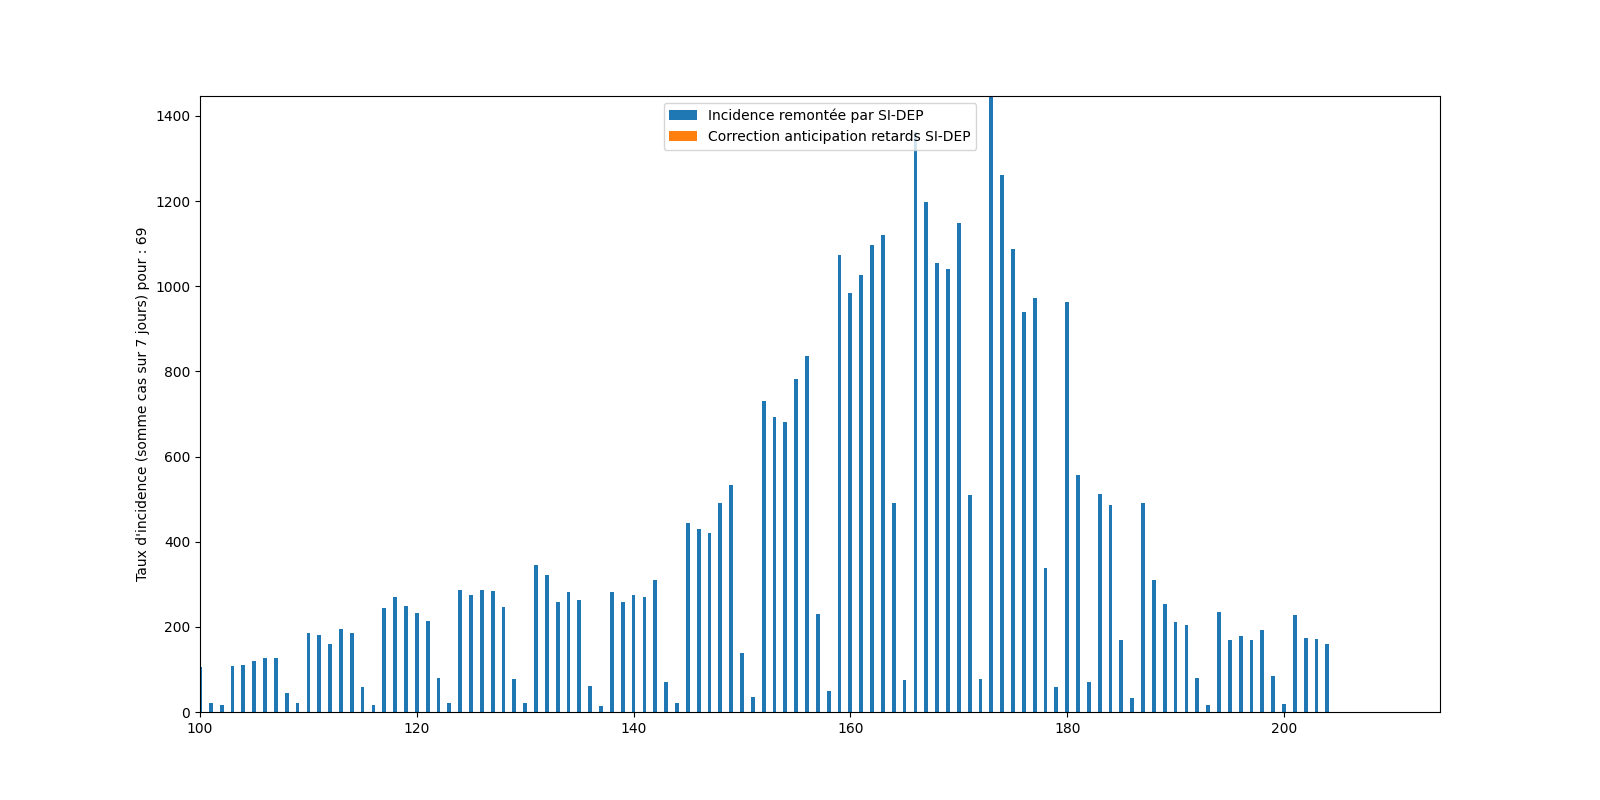 Incidence remontée par SI-DEP
Correction anticipation retards SI-DEP
Taux d'incidence (somme cas sur 7 jours) pour : 69
1400
1200
1000
800
600
400
200
0
100 120 140 160 180 200